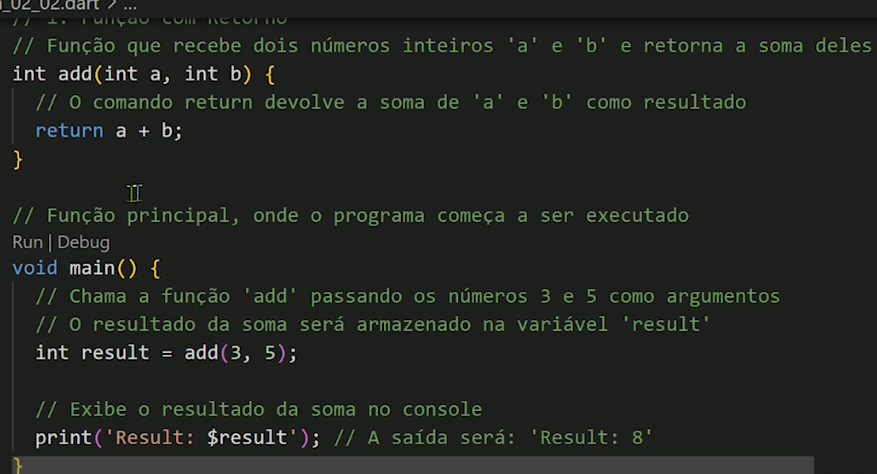 _02_02.dart > ...
// 1. Função com Retorno
// Função que recebe dois números inteiros 'a' e 'b' e retorna a soma deles
int add(int a, int b) {
// O comando return devolve a soma de 'a' e 'b' como resultado
return a + b;
}
// Função principal, onde o programa começa a ser executado
Run | Debug
void main() {
// Chama a função 'add' passando os números 3 e 5 como argumentos
// O resultado da soma será armazenado na variável 'result'
int result = add(3, 5);
// Exibe o resultado da soma no console
print('Result: $result'); // A saída será: 'Result: 8'
}